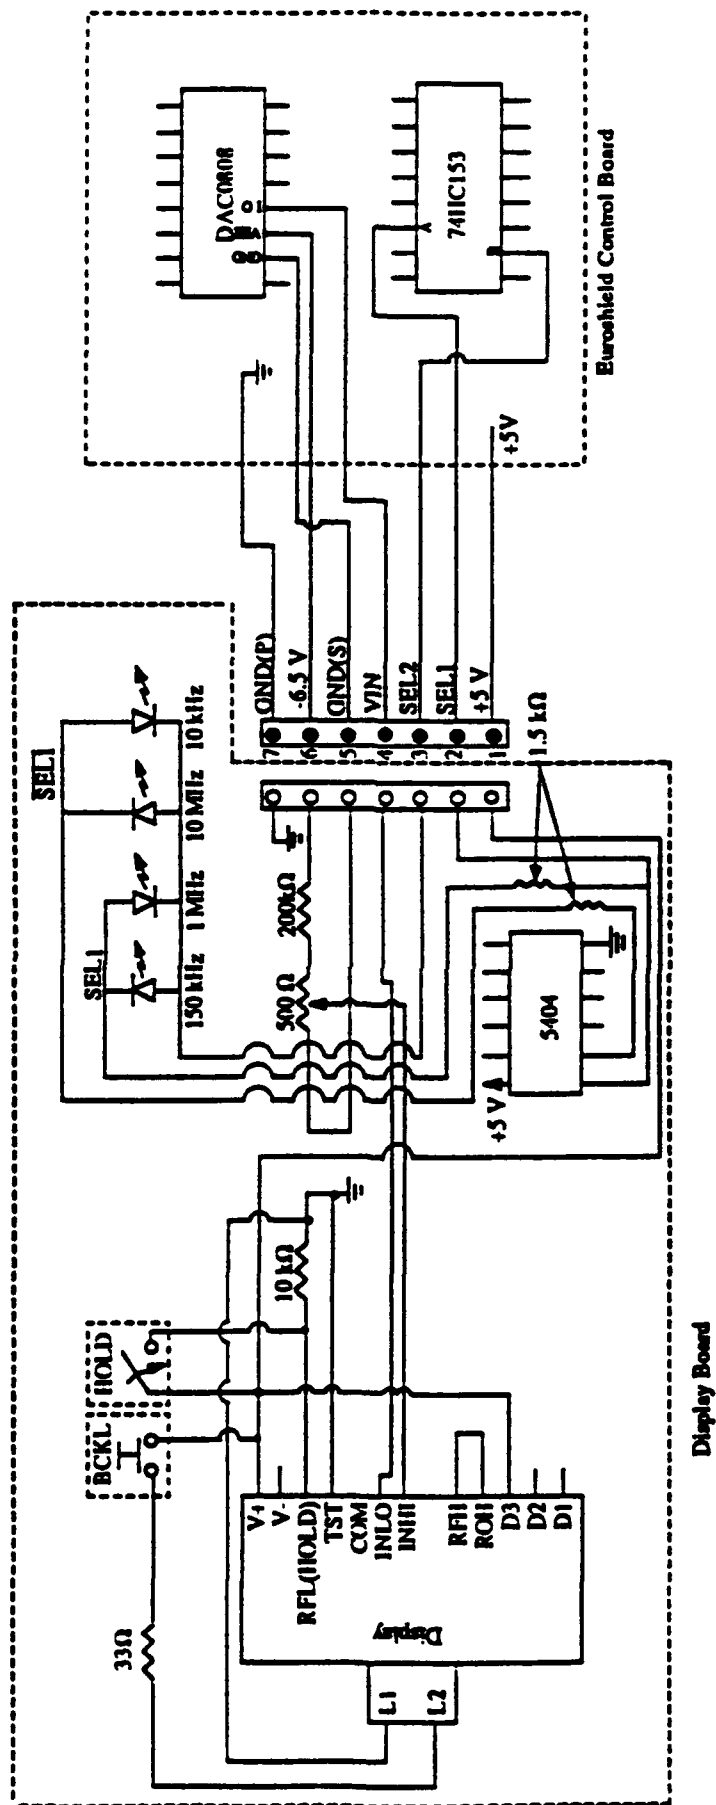 DAC0808
GND
74HC153
Euroshield Control Board
+5V
GND(P)
-6.5 V
GND(S)
VIN
SEL2
SEL1
+5 V
7
6
5
4
3
2
1
1.5 kΩ
SEL1
10 kHz
10 MHz
1 MHz
150 kHz
SEL1
200kΩ
500 Ω
5404
+5 V
10 kΩ
HOLD
BCKL
33Ω
V+
V-
RFL(HOLD)
TST
COM
INLO
INHI
RFH
ROH
D3
D2
D1
Display
L1
L2
Display Board